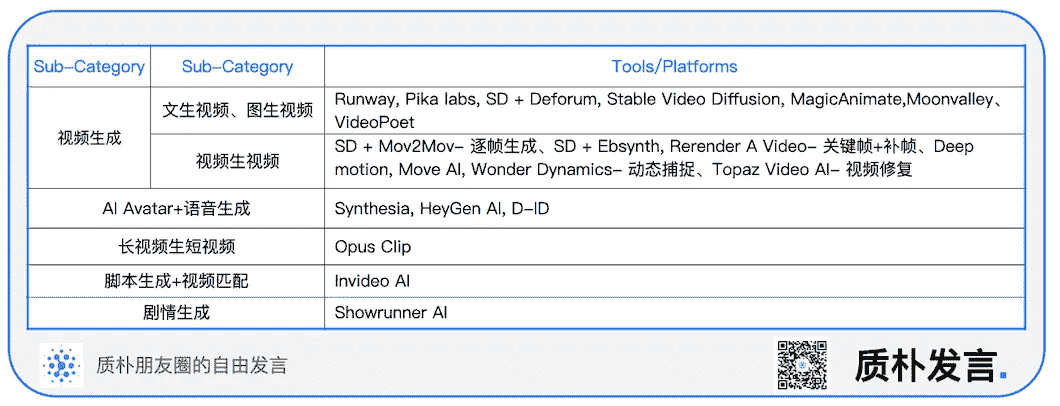 Sub-Category Sub-Category Tools/Platforms
视频生成
文生视频、图生视频
Runway, Pika labs, SD + Deforum, Stable Video Diffusion, MagicAnimate,Moonvalley、
VideoPoet
视频生视频
SD + Mov2Mov- 逐帧生成、SD + Ebsynth, Rerender A Video- 关键帧+补帧、Deep
motion, Move AI, Wonder Dynamics- 动态捕捉、Topaz Video AI- 视频修复
AI Avatar+语音生成 Synthesia, HeyGen AI, D-ID
长视频生短视频 Opus Clip
脚本生成+视频匹配 Invideo AI
剧情生成 Showrunner AI
质朴朋友圈的自由发言
质朴发言.